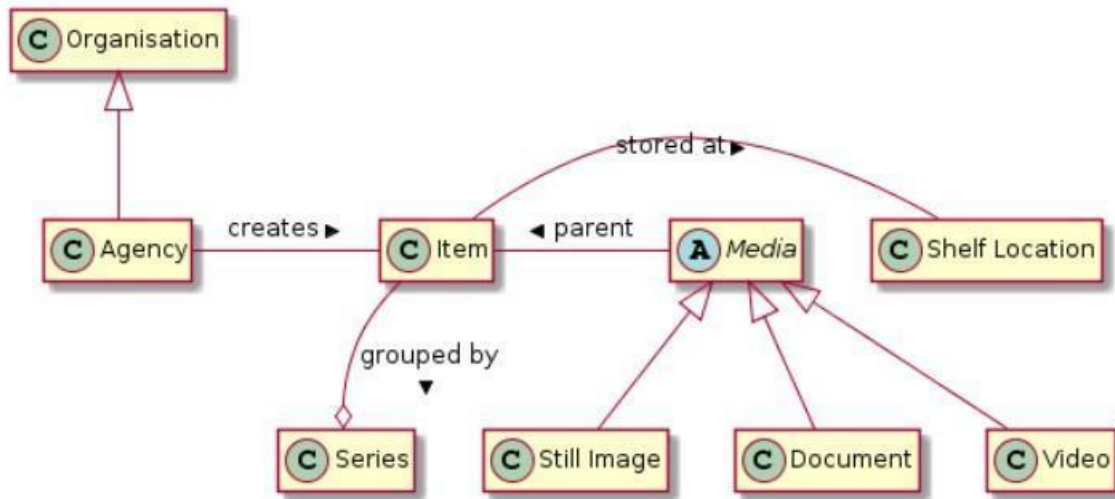 C Organisation
stored at
C Agency
creates
C Item
parent
A Media
C Shelf Location
grouped by
C Series
C Still Image
C Document
C Video